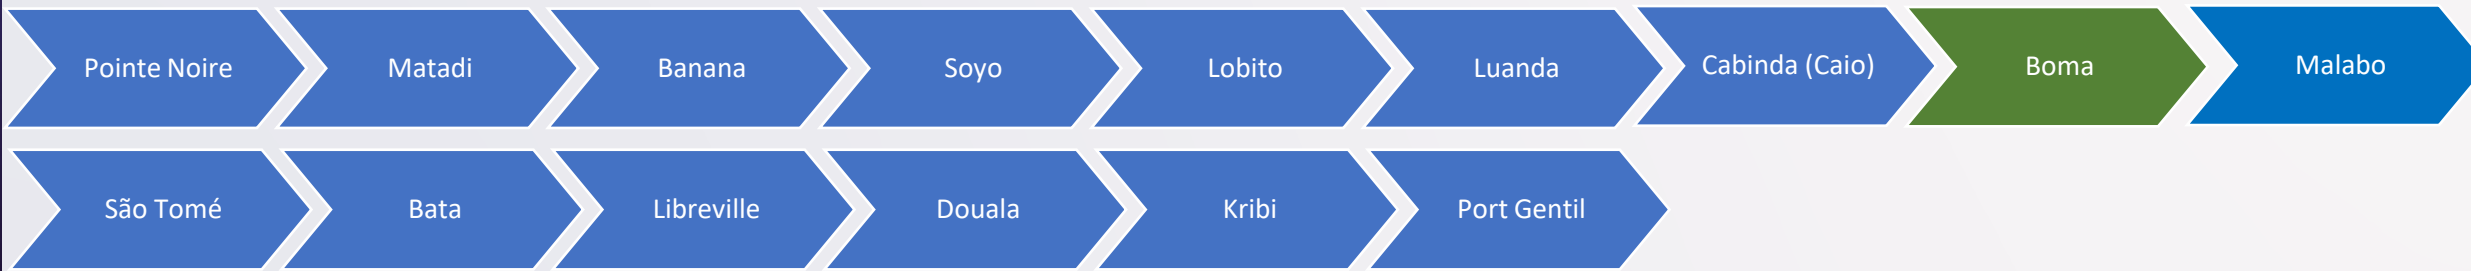 Pointe Noire Matadi Banana Soyo Lobito Luanda Cabinda (Caio) Boma Malabo
São Tomé Bata Libreville Douala Kribi Port Gentil